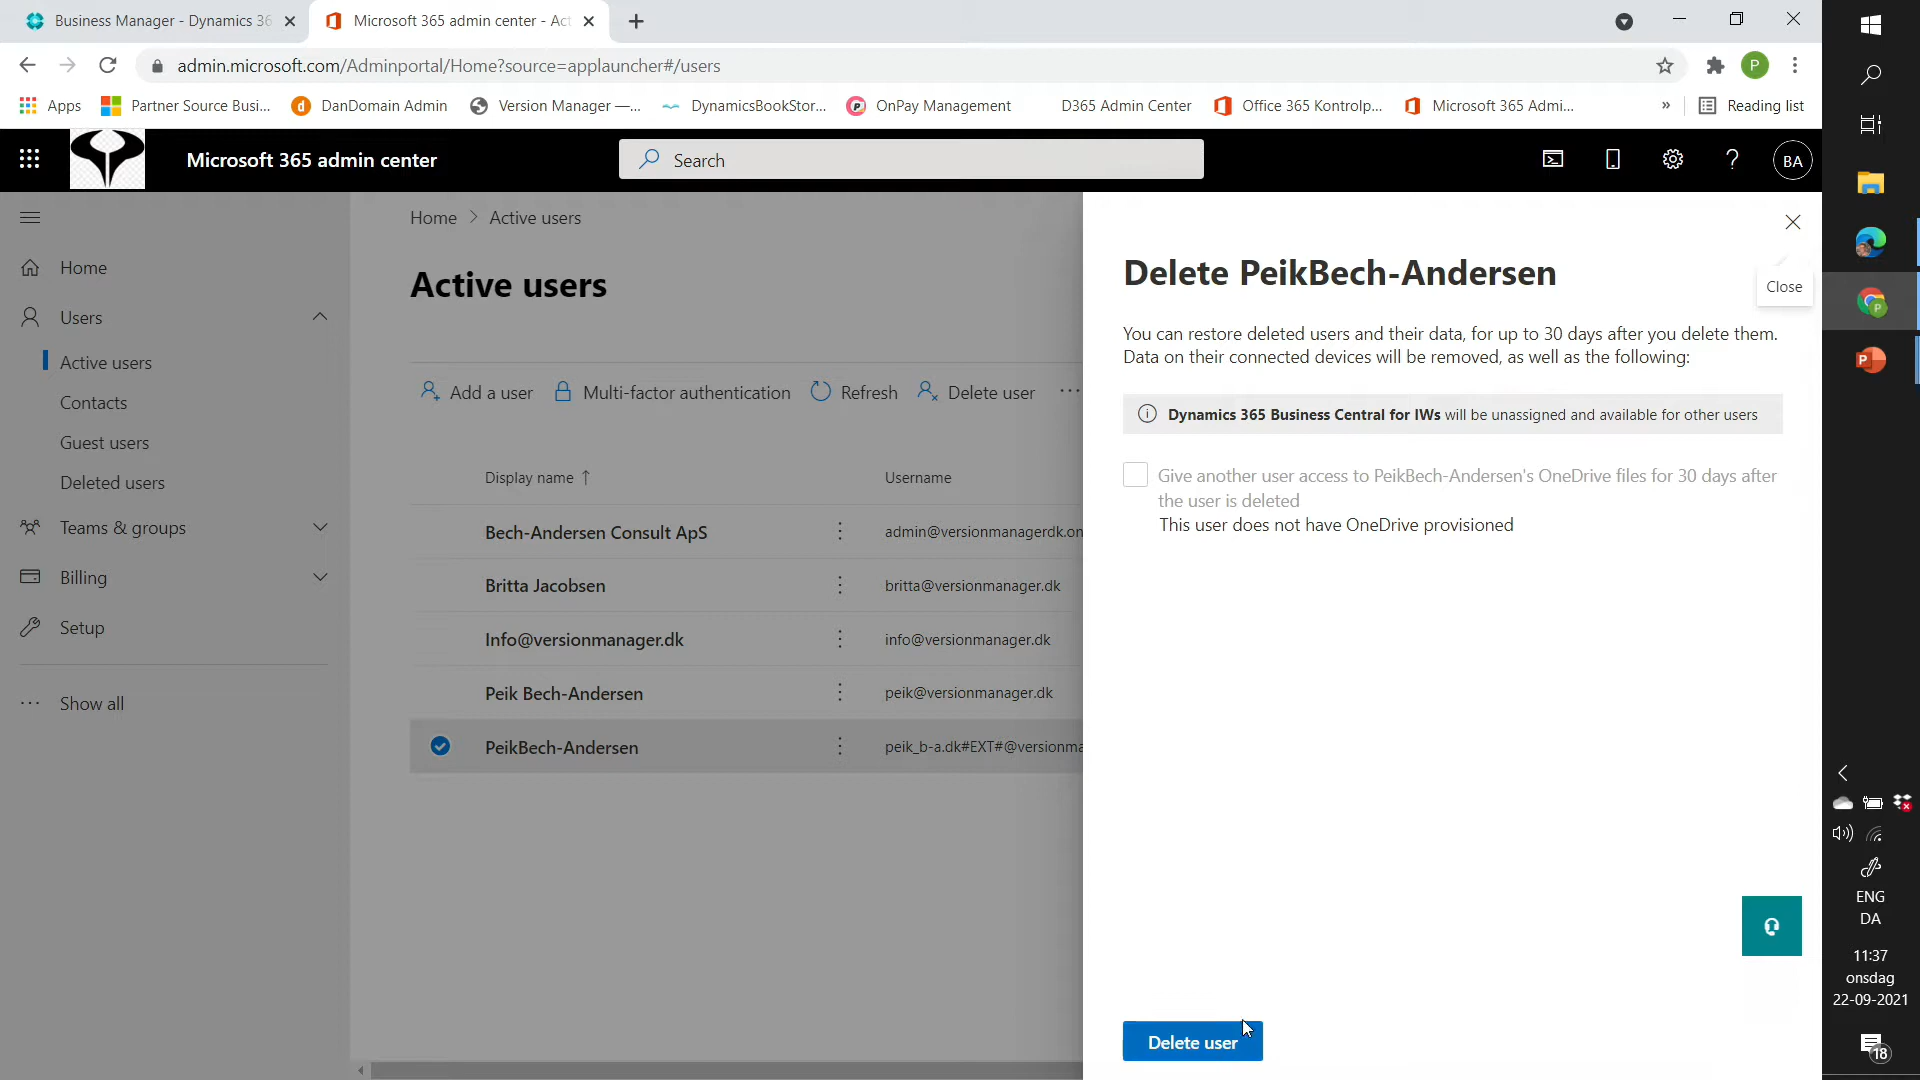 Business Manager - Dynamics 36
Microsoft 365 admin center - Act
admin.microsoft.com/Adminportal/Home?source=applauncher#/users
P
Apps
Partner Source Busi...
DanDomain Admin
Version Manager —...
DynamicsBookStor...
OnPay Management
D365 Admin Center
Office 365 Kontrolp...
Microsoft 365 Admi...
»
Reading list
Microsoft 365 admin center
Search
?
BA
Home
Users
Active users
Contacts
Guest users
Deleted users
Teams & groups
Billing
Setup
Show all
Home > Active users
Active users
Add a user
Multi-factor authentication
Refresh
Delete user
Display name ↑
Username
Bech-Andersen Consult ApS
admin@versionmanagerdk.on
Britta Jacobsen
britta@versionmanager.dk
Info@versionmanager.dk
info@versionmanager.dk
Peik Bech-Andersen
peik@versionmanager.dk
PeikBech-Andersen
peik_b-a.dk#EXT#@versionma
Delete PeikBech-Andersen
Close
You can restore deleted users and their data, for up to 30 days after you delete them.
Data on their connected devices will be removed, as well as the following:
Dynamics 365 Business Central for IWs will be unassigned and available for other users
Give another user access to PeikBech-Andersen's OneDrive files for 30 days after
the user is deleted
This user does not have OneDrive provisioned
Delete user
ENG
DA
11:37
onsdag
22-09-2021
18